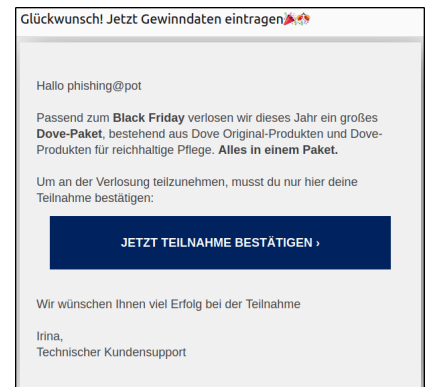 Glückwunsch! Jetzt Gewinndaten eintragen🎉🎊
Hallo phishing@pot
Passend zum Black Friday verlosen wir dieses Jahr ein großes
Dove-Paket, bestehend aus Dove Original-Produkten und Dove-
Produkten für reichhaltige Pflege. Alles in einem Paket.
Um an der Verlosung teilzunehmen, musst du nur hier deine
Teilnahme bestätigen:
JETZT TEILNAHME BESTÄTIGEN ›
Wir wünschen Ihnen viel Erfolg bei der Teilnahme
Irina,
Technischer Kundensupport